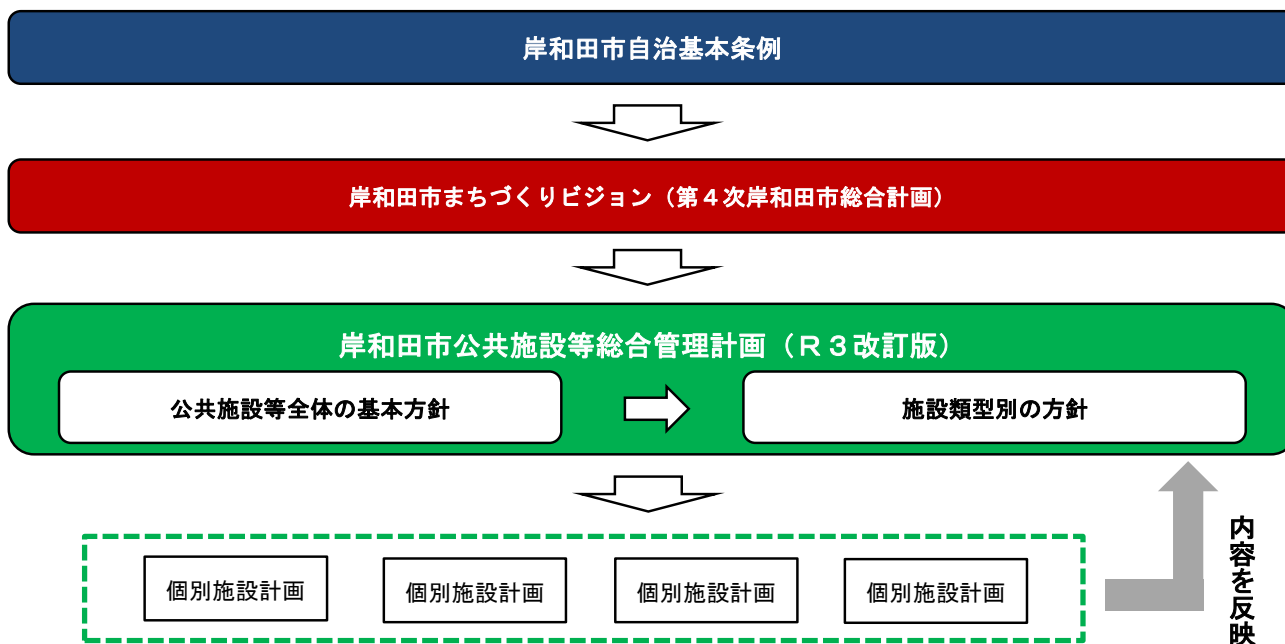 岸和田市自治基本条例
岸和田市まちづくりビジョン（第４次岸和田市総合計画）
岸和田市公共施設等総合管理計画（Ｒ３改訂版）
公共施設等全体の基本方針
施設類型別の方針
個別施設計画
個別施設計画
個別施設計画
個別施設計画
内容を反映